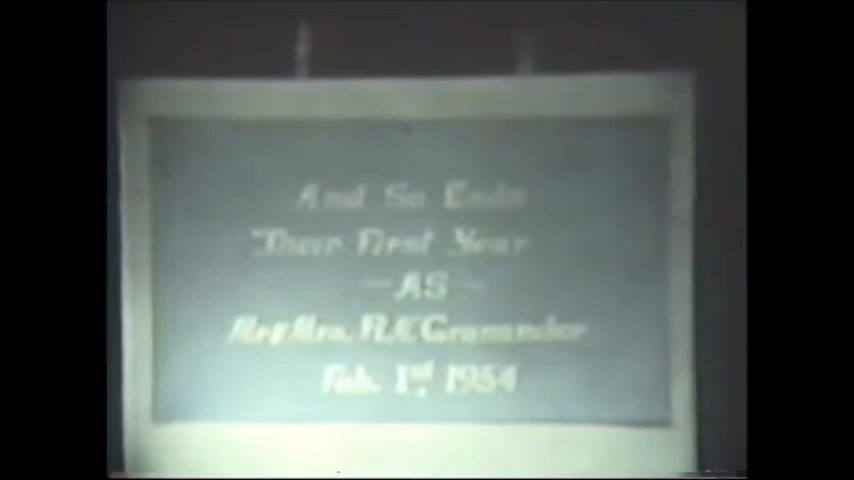 And So Ends
Their First Year
— AS —
Mr & Mrs.
Feb. 1st 1954